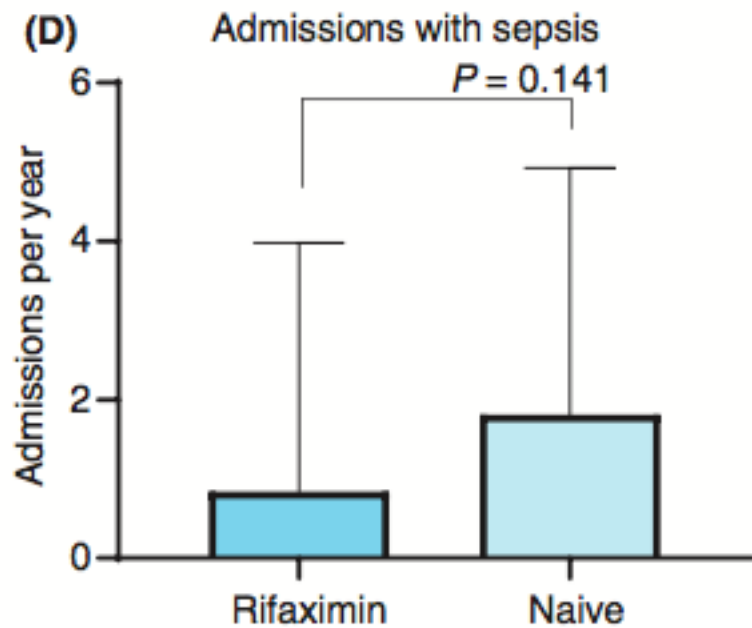 (D) Admissions with sepsis
P = 0.141
Admissions per year
6
4
2
0
Rifaximin Naive